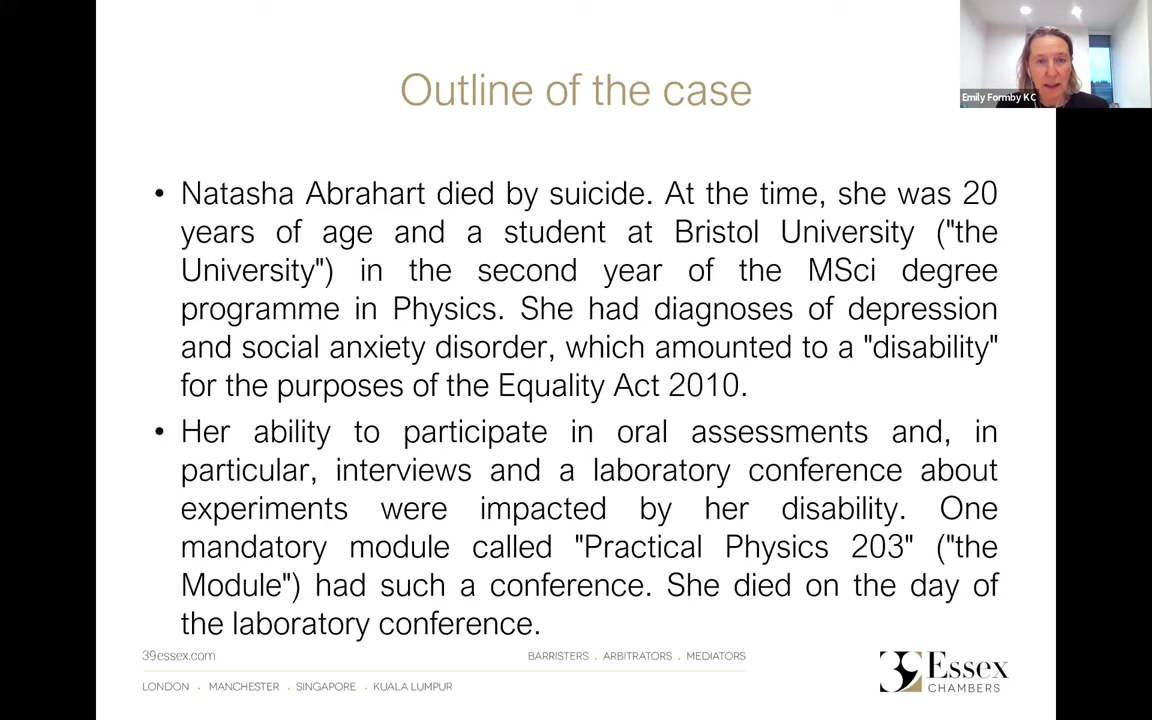 Outline of the case
Emily Formby KC
• Natasha Abrahart died by suicide. At the time, she was 20
years of age and a student at Bristol University ("the
University") in the second year of the MSci degree
programme in Physics. She had diagnoses of depression
and social anxiety disorder, which amounted to a "disability"
for the purposes of the Equality Act 2010.
• Her ability to participate in oral assessments and, in
particular, interviews and a laboratory conference about
experiments were impacted by her disability. One
mandatory module called "Practical Physics 203" ("the
Module") had such a conference. She died on the day of
the laboratory conference.
39essex.com
BARRISTERS . ARBITRATORS . MEDIATORS
LONDON . MANCHESTER . SINGAPORE . KUALA LUMPUR
39 Essex
CHAMBERS